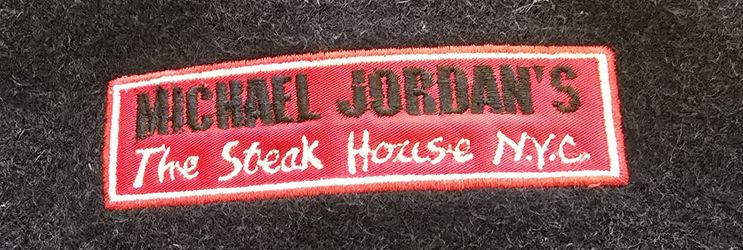 MICHAEL JORDAN'S
The Steak House N.Y.C.